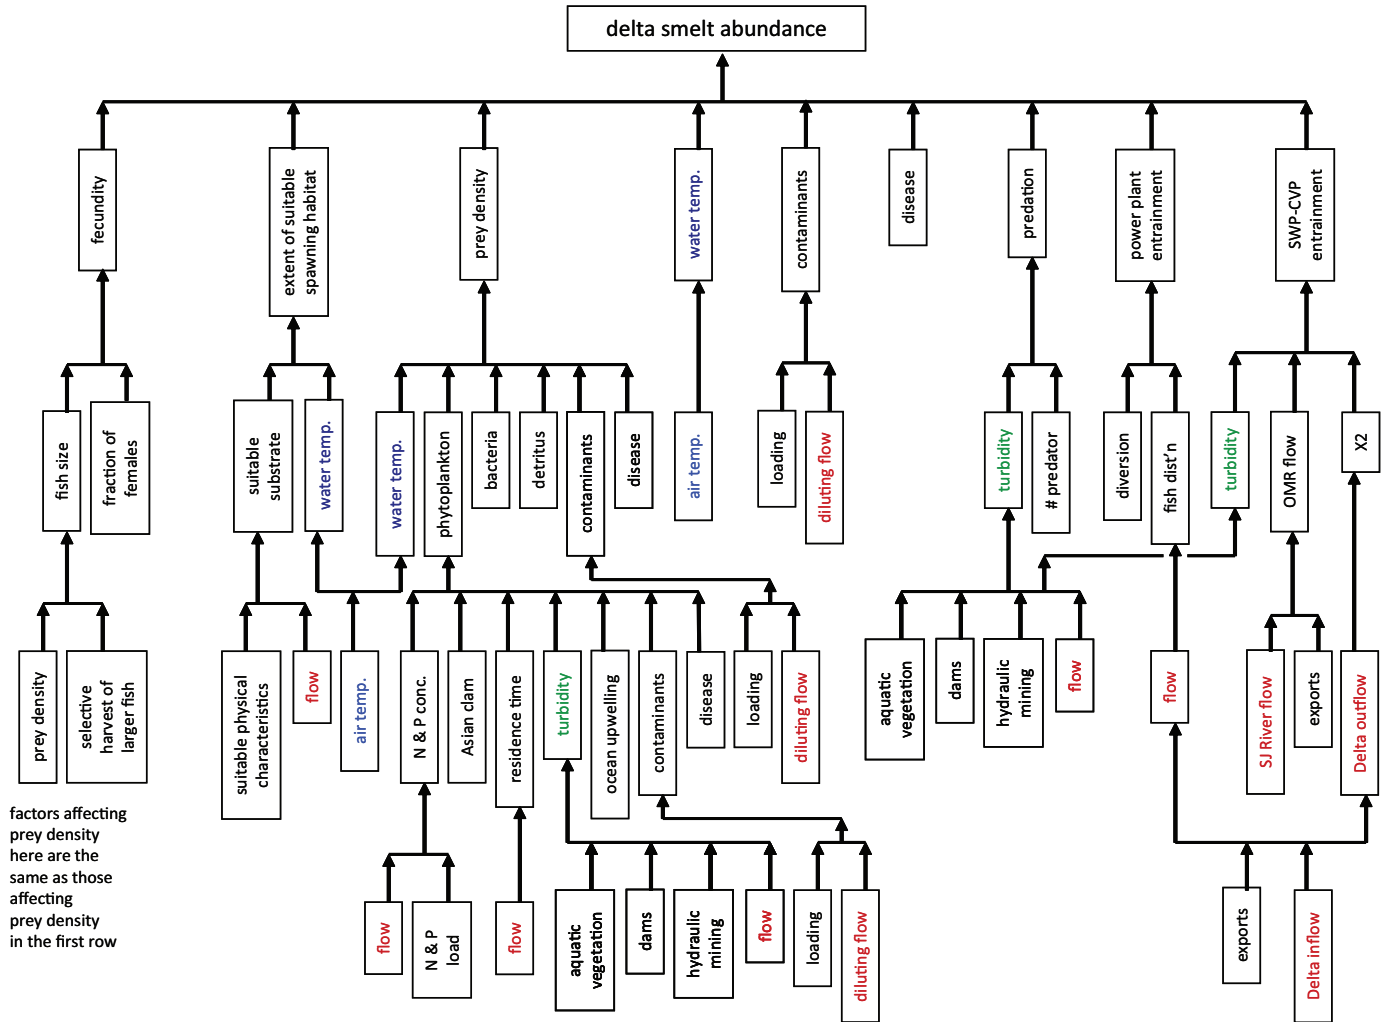 delta smelt abundance
fecundity
extent of suitable
spawning habitat
prey density
water temp.
contaminants
disease
predation
power plant
entrainment
SWP-CVP
entrainment
fish size
fraction of
females
suitable
substrate
water temp.
water temp.
phytoplankton
bacteria
detritus
contaminants
disease
air temp.
loading
diluting flow
turbidity
# predator
diversion
fish dist'n
turbidity
OMR flow
X2
prey density
selective
harvest of
larger fish
suitable physical
characteristics
flow
air temp.
N & P conc.
Asian clam
residence time
turbidity
ocean upwelling
contaminants
disease
loading
diluting flow
aquatic
vegetation
dams
hydraulic
mining
flow
flow
SJ River flow
exports
Delta outflow
factors affecting
prey density
here are the
same as those
affecting
prey density
in the first row
flow
N & P
load
flow
aquatic
vegetation
dams
hydraulic
mining
flow
loading
diluting flow
exports
Delta inflow